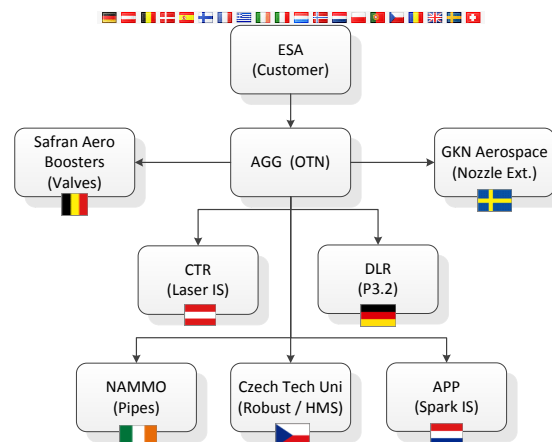 ESA
(Customer)
Safran Aero
Boosters
(Valves)
AGG (OTN)
GKN Aerospace
(Nozzle Ext.)
CTR
(Laser IS)
DLR
(P3.2)
NAMMO
(Pipes)
Czech Tech Uni
(Robust / HMS)
APP
(Spark IS)